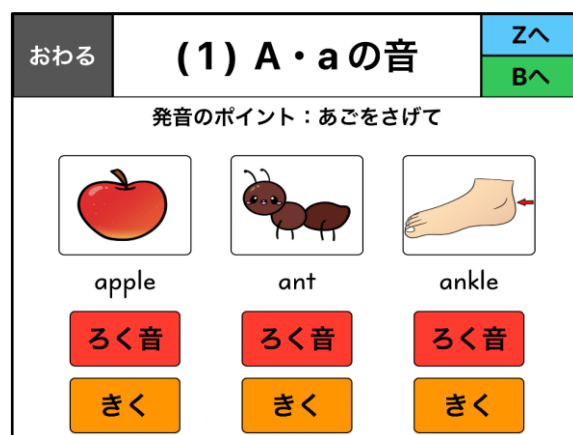 おわる
(1) A・aの音
Zへ
Bへ
発音のポイント：あごをさげて
apple ant ankle
ろく音 ろく音 ろく音
きく きく きく